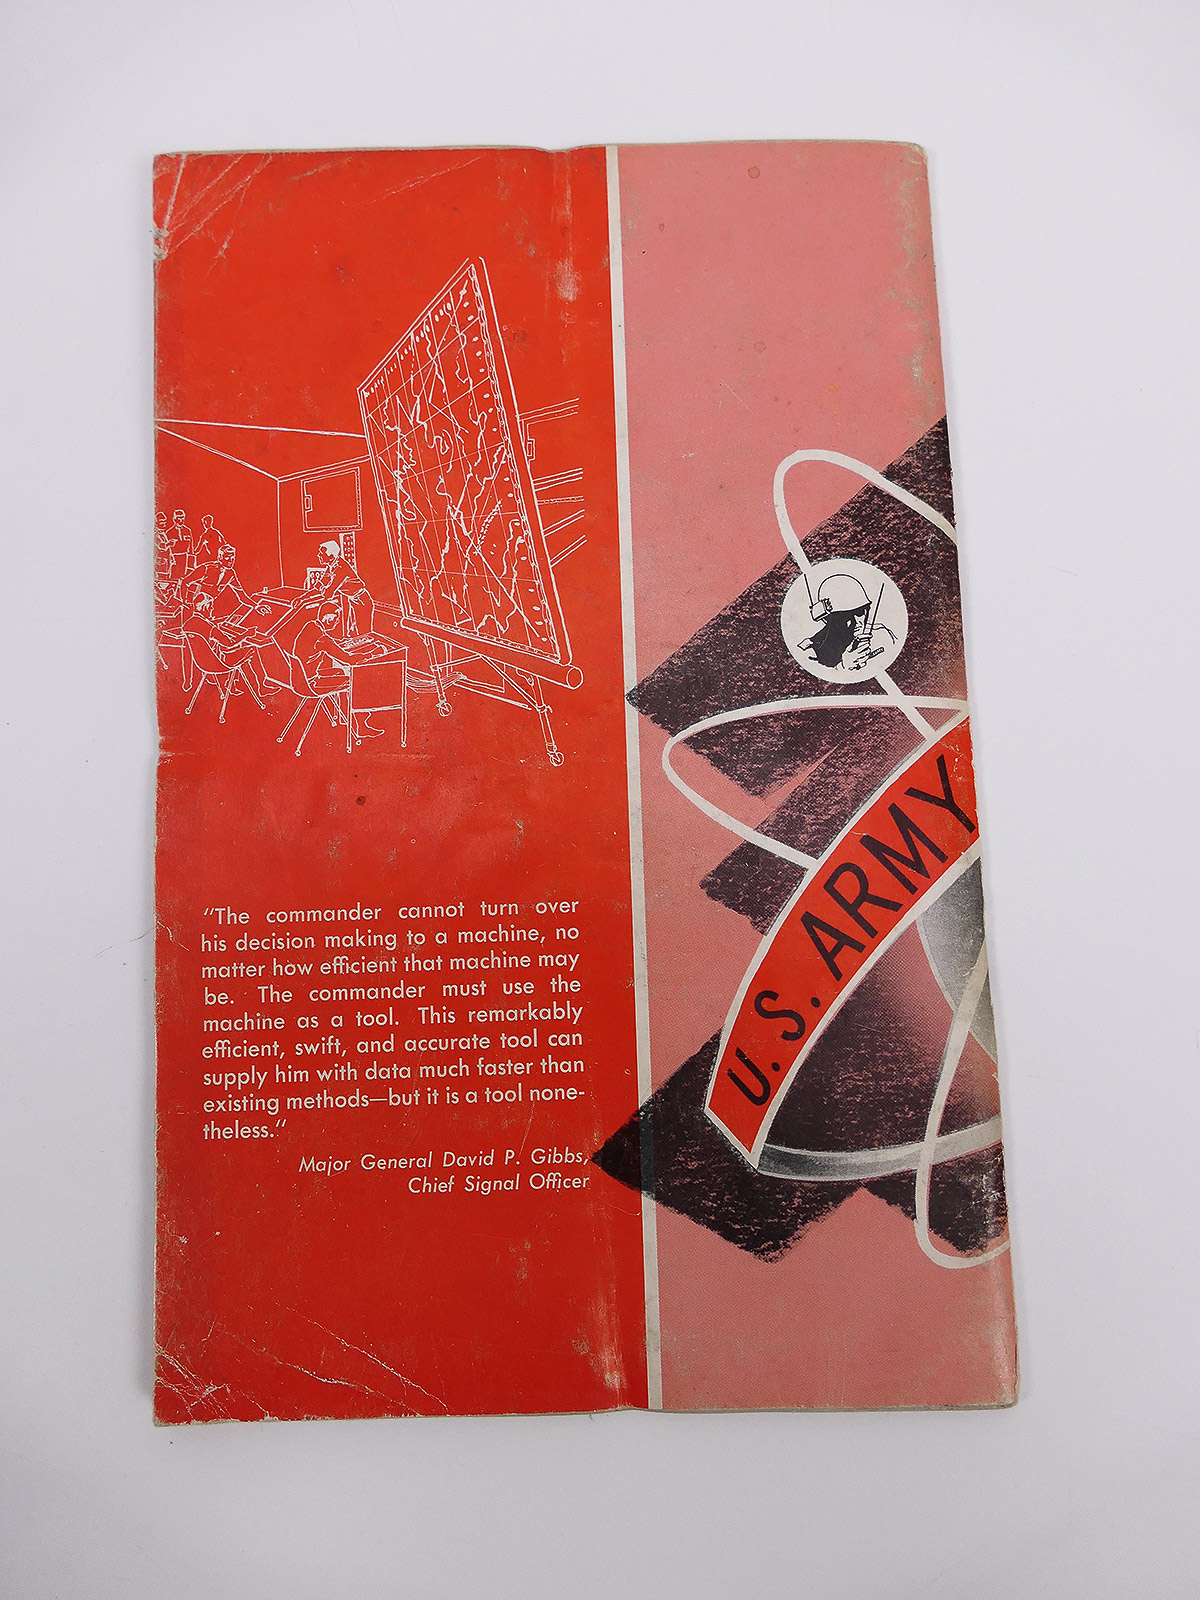 "The commander cannot turn over
his decision making to a machine, no
matter how efficient that machine may
be. The commander must use the
machine as a tool. This remarkably
efficient, swift, and accurate tool can
supply him with data much faster than
existing methods—but it is a tool none-
theless."
Major General David P. Gibbs,
Chief Signal Officer
U. S. ARMY